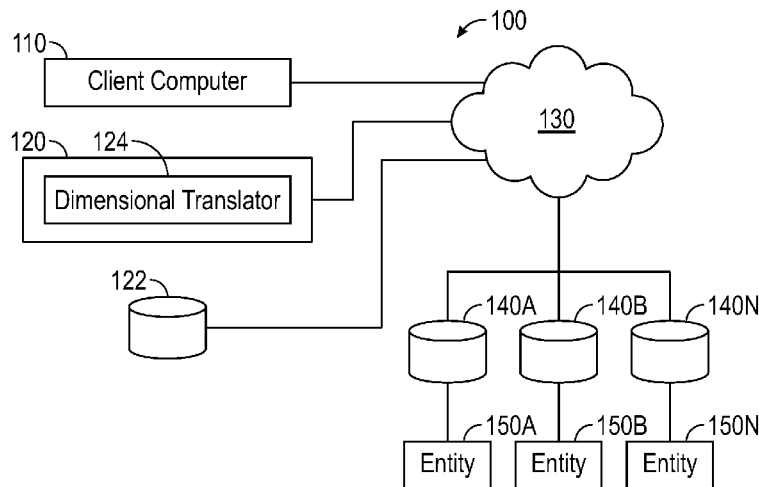 100
110
Client Computer
130
120
124
Dimensional Translator
122
140A
140B
140N
150A
150B
150N
Entity
Entity
Entity